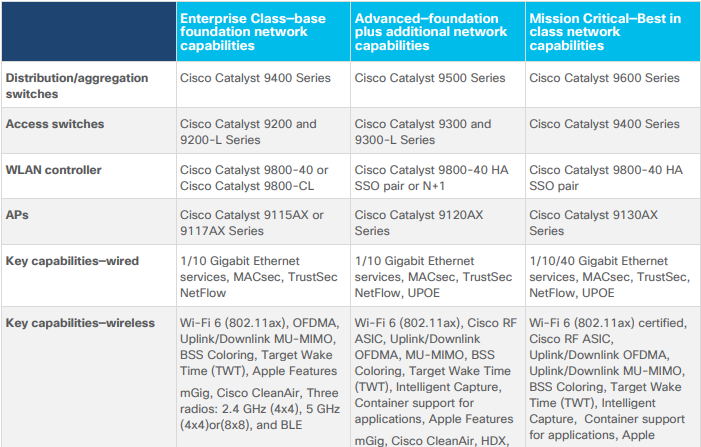 Enterprise Class—base
foundation network
capabilities
Advanced—foundation
plus additional network
capabilities
Mission Critical—Best in
class network
capabilities
Distribution/aggregation
switches
Cisco Catalyst 9400 Series
Cisco Catalyst 9500 Series
Cisco Catalyst 9600 Series
Access switches
Cisco Catalyst 9200 and
9200-L Series
Cisco Catalyst 9300 and
9300-L Series
Cisco Catalyst 9400 Series
WLAN controller
Cisco Catalyst 9800-40 or
Cisco Catalyst 9800-CL
Cisco Catalyst 9800-40 HA
SSO pair or N+1
Cisco Catalyst 9800-40 HA
SSO pair
APs
Cisco Catalyst 9115AX or
9117AX Series
Cisco Catalyst 9120AX
Series
Cisco Catalyst 9130AX
Series
Key capabilities—wired
1/10 Gigabit Ethernet
services, MACsec, TrustSec
NetFlow
1/10 Gigabit Ethernet
services, MACsec, TrustSec
NetFlow, UPOE
1/10/40 Gigabit Ethernet
services, MACsec, TrustSec,
NetFlow, UPOE
Key capabilities—wireless
Wi-Fi 6 (802.11ax), OFDMA,
Uplink/Downlink MU-MIMO,
BSS Coloring, Target Wake
Time (TWT), Apple Features
mGig, Cisco CleanAir, Three
radios: 2.4 GHz (4x4), 5 GHz
(4x4)or(8x8), and BLE
Wi-Fi 6 (802.11ax), Cisco RF
ASIC, Uplink/Downlink
OFDMA, MU-MIMO, BSS
Coloring, Target Wake Time
(TWT), Intelligent Capture,
Container support for
applications, Apple Features
mGig, Cisco CleanAir, HDX,
Wi-Fi 6 (802.11ax) certified,
Cisco RF ASIC,
Uplink/Downlink OFDMA,
Uplink/Downlink MU-MIMO,
BSS Coloring, Target Wake
Time (TWT), Intelligent
Capture, Container support
for applications, Apple